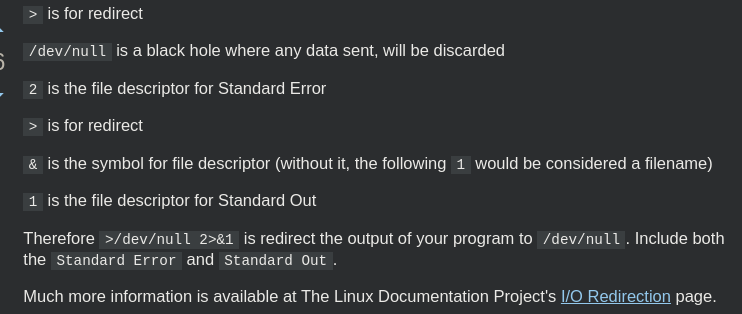 > is for redirect
/dev/null is a black hole where any data sent, will be discarded
2 is the file descriptor for Standard Error
> is for redirect
& is the symbol for file descriptor (without it, the following 1 would be considered a filename)
1 is the file descriptor for Standard Out
Therefore >/dev/null 2>&1 is redirect the output of your program to /dev/null. Include both
the Standard Error and Standard Out.
Much more information is available at The Linux Documentation Project's I/O Redirection page.